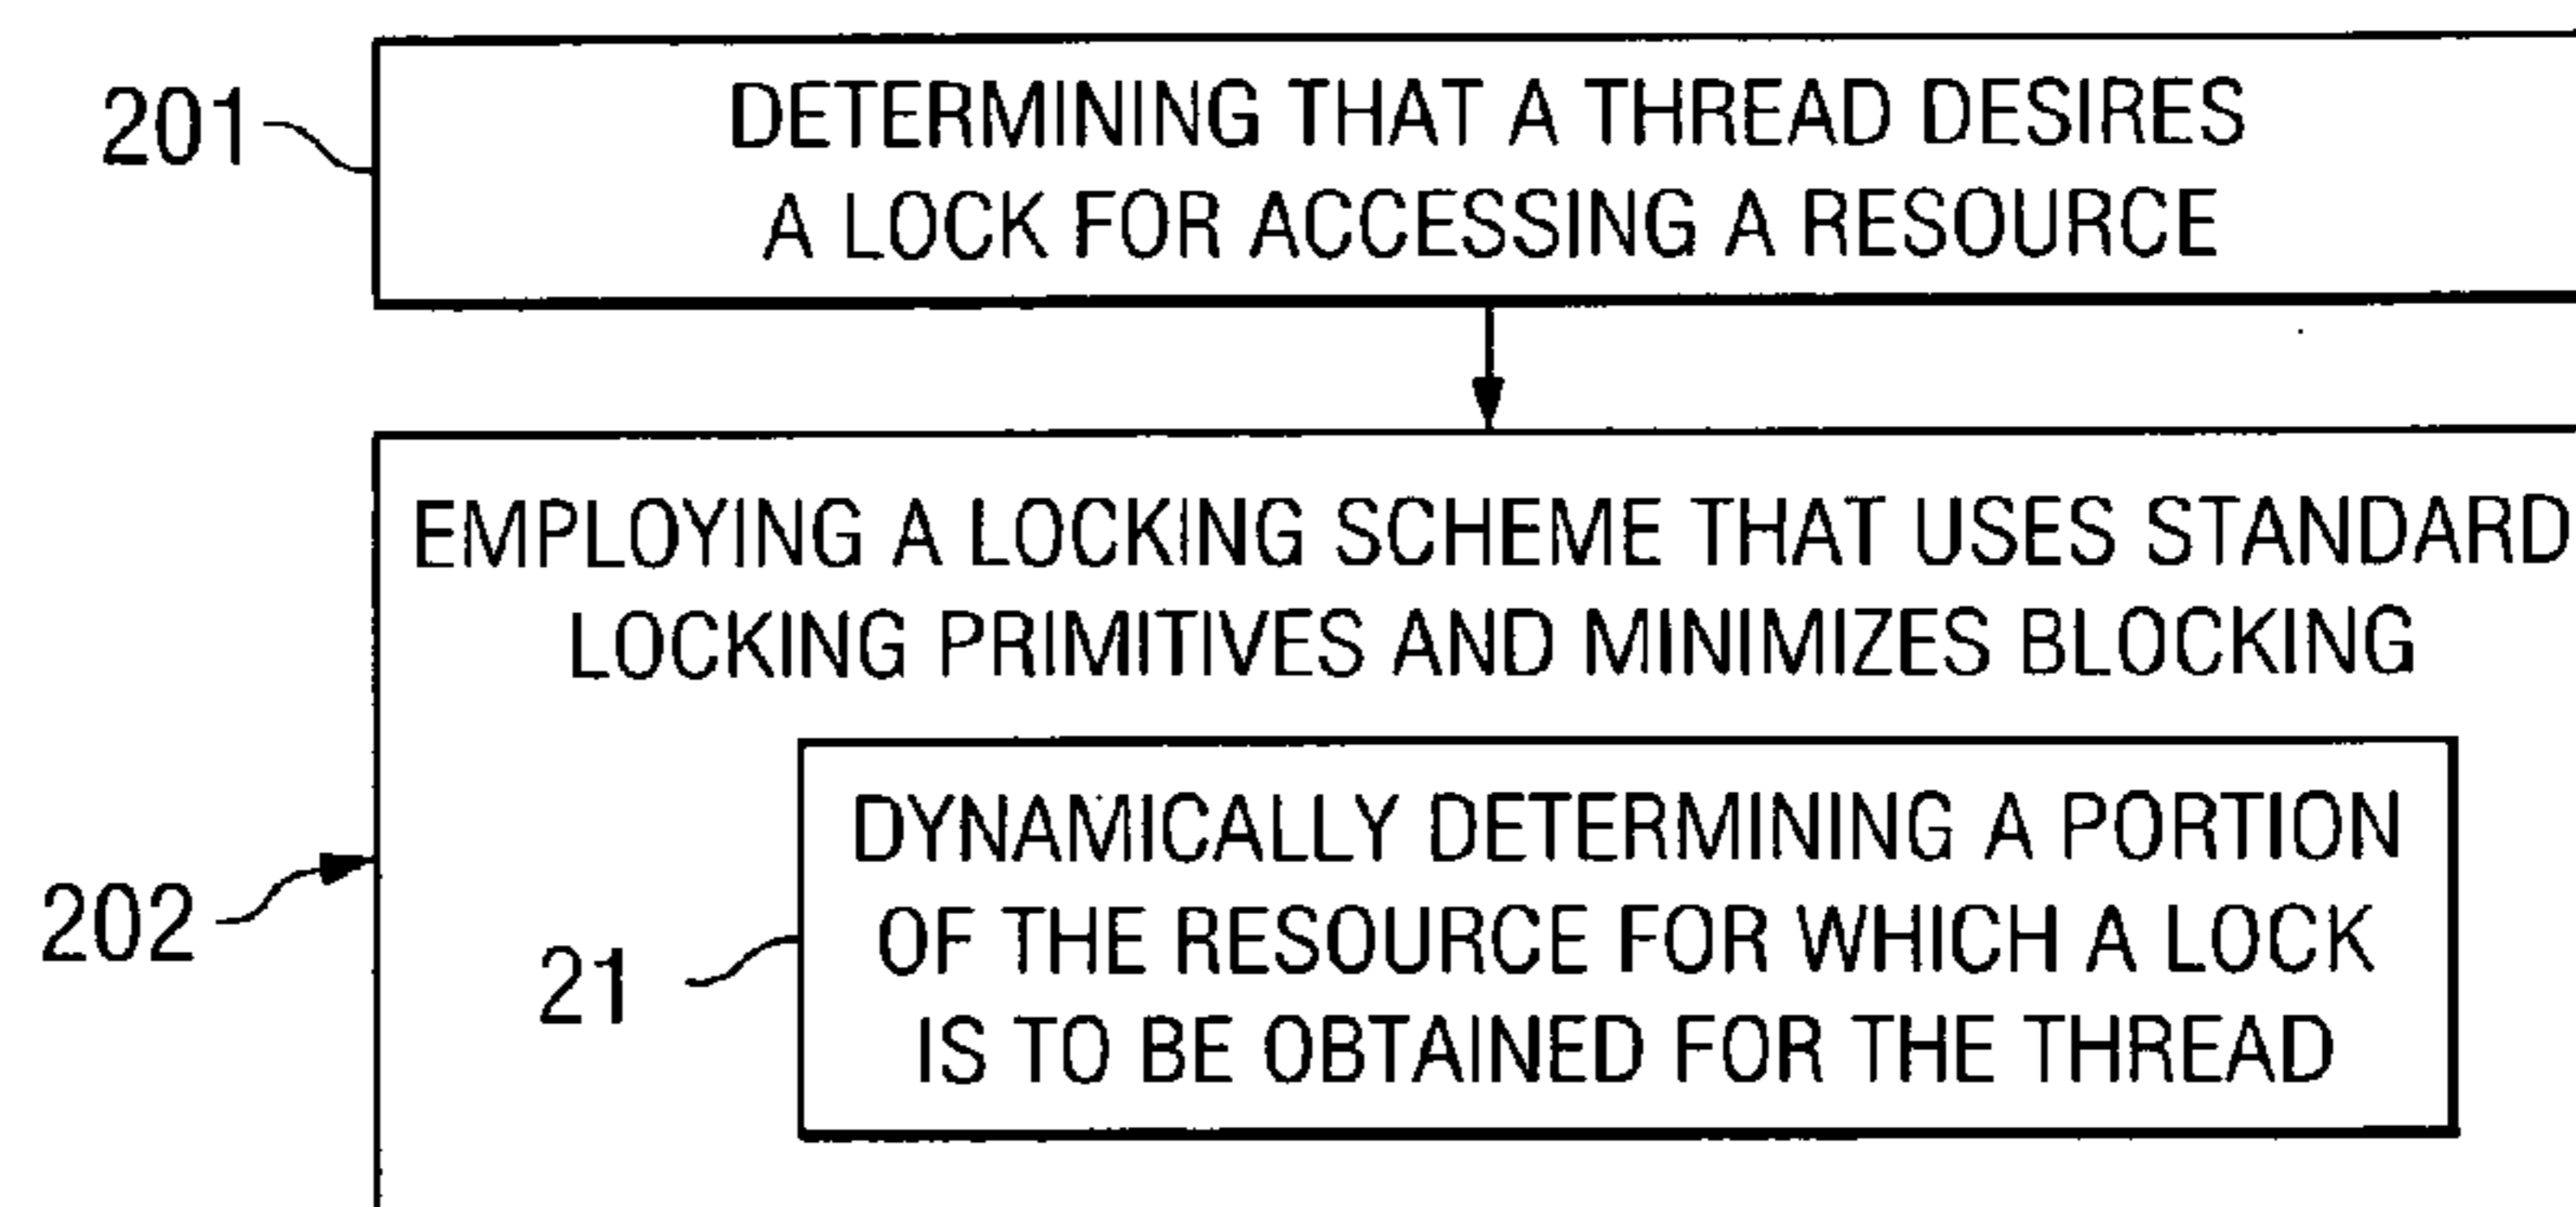 201
DETERMINING THAT A THREAD DESIRES
A LOCK FOR ACCESSING A RESOURCE
EMPLOYING A LOCKING SCHEME THAT USES STANDARD
LOCKING PRIMITIVES AND MINIMIZES BLOCKING
202
21
DYNAMICALLY DETERMINING A PORTION
OF THE RESOURCE FOR WHICH A LOCK
IS TO BE OBTAINED FOR THE THREAD